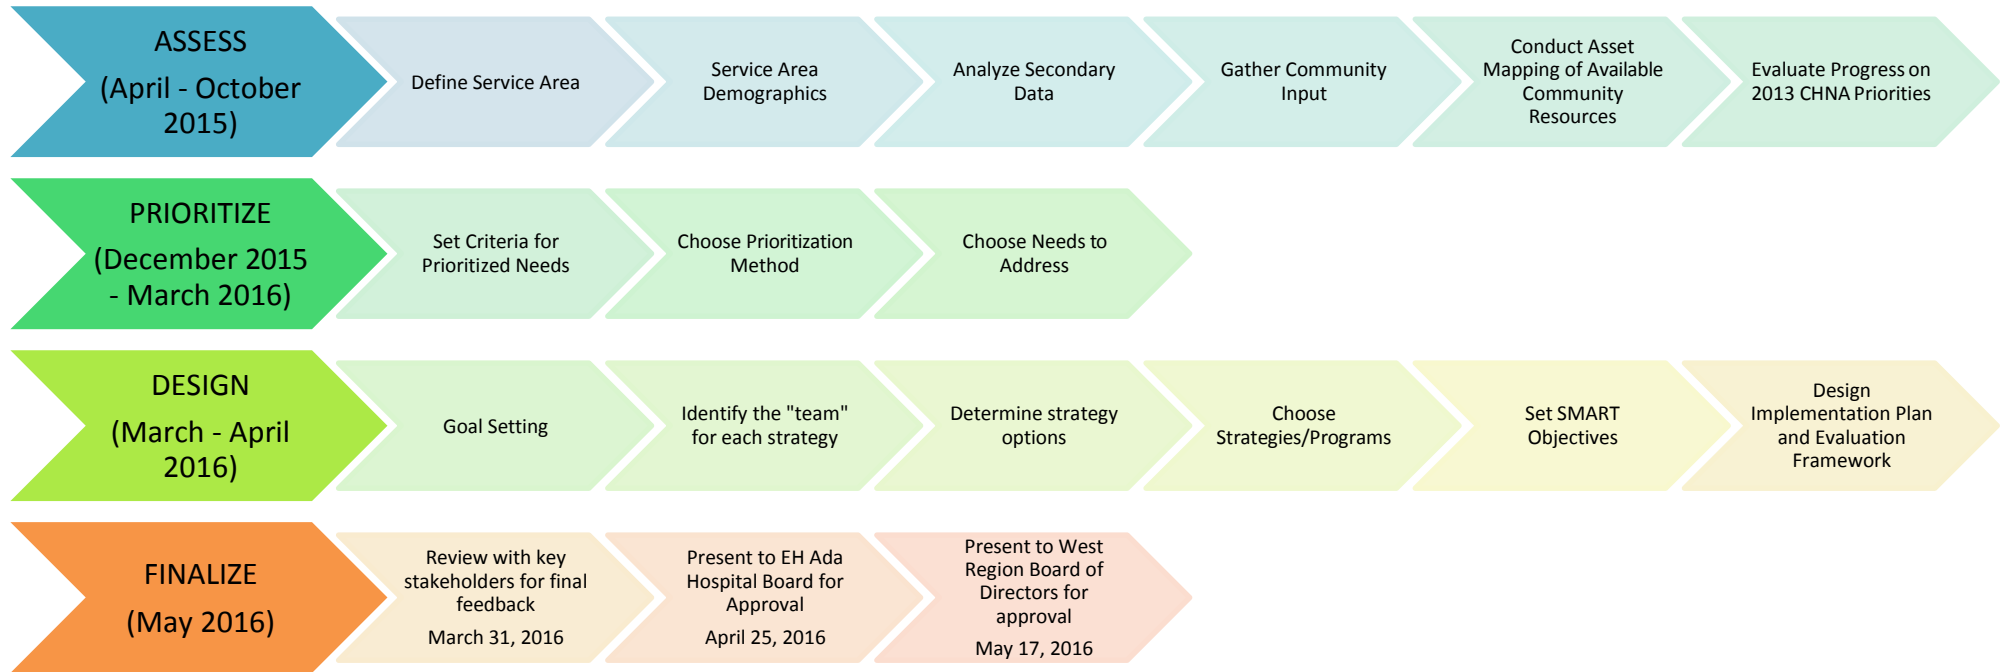 ASSESS
(April - October
2015)
Define Service Area
Service Area
Demographics
Analyze Secondary
Data
Gather Community
Input
Conduct Asset
Mapping of Available
Community
Resources
Evaluate Progress on
2013 CHNA Priorities
PRIORITIZE
(December 2015
- March 2016)
Set Criteria for
Prioritized Needs
Choose Prioritization
Method
Choose Needs to
Address
DESIGN
(March - April
2016)
Goal Setting
Identify the "team"
for each strategy
Determine strategy
options
Choose
Strategies/Programs
Set SMART
Objectives
Design
Implementation Plan
and Evaluation
Framework
FINALIZE
(May 2016)
Review with key
stakeholders for final
feedback
March 31, 2016
Present to EH Ada
Hospital Board for
Approval
April 25, 2016
Present to West
Region Board of
Directors for
approval
May 17, 2016